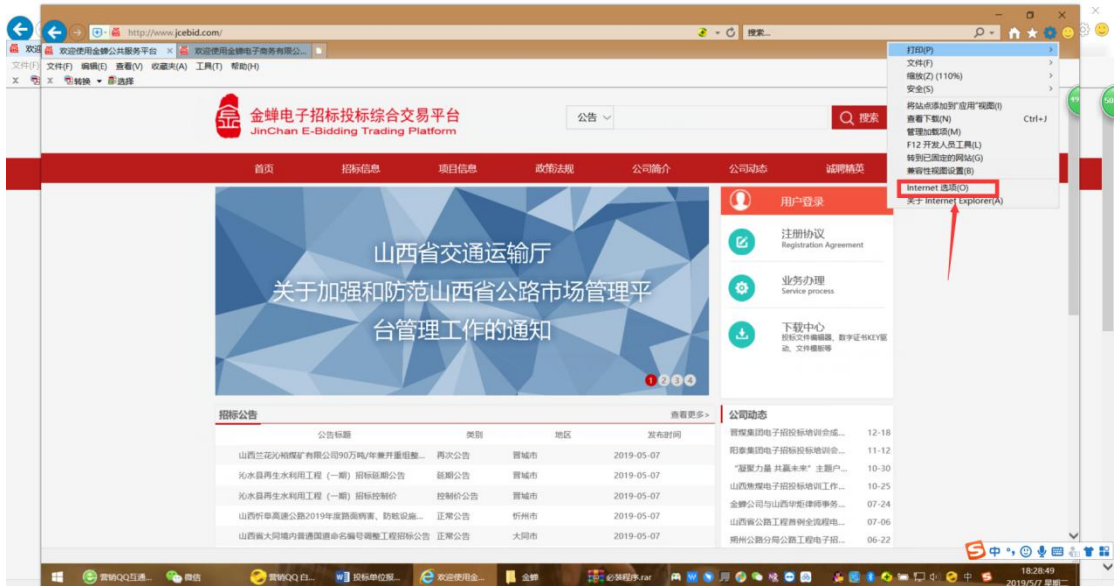 http://www.jcebid.com/
搜索...
欢迎使用金蝉公共服务平台
欢迎使用金蝉电子商务有限公...
文件(F) 编辑(E) 查看(V) 收藏夹(A) 工具(T) 帮助(H)
转换 选择
打印(P)
文件(F)
缩放(Z) (110%)
安全(S)
将站点添加到"应用"视图(I)
查看下载(N) Ctrl+J
管理加载项(M)
F12 开发人员工具(L)
转到已固定的网站(G)
兼容性视图设置(B)
Internet 选项(O)
关于 Internet Explorer(A)
金蝉电子招标投标综合交易平台
JinChan E-Bidding Trading Platform
公告
搜索
首页 招标信息 项目信息 政策法规 公司简介 公司动态 诚聘精英
山西省交通运输厅
关于加强和防范山西省公路市场管理平
台管理工作的通知
1 2 3 4
用户登录
注册协议
Registration Agreement
业务办理
Service process
下载中心
投标文件编辑器、数字证书KEY驱
动、文件模板等
招标公告 查看更多>
公告标题 类别 地区 发布时间
山西兰花沁裕煤矿有限公司90万吨/年兼并重组整... 再次公告 晋城市 2019-05-07
沁水县再生水利用工程（一期）招标延期公告 延期公告 晋城市 2019-05-07
沁水县再生水利用工程（一期）招标控制价 控制价公告 晋城市 2019-05-07
山西忻阜高速公路2019年度路面病害、防眩设施... 正常公告 忻州市 2019-05-07
山西省大同境内普通国道命名编号调整工程招标公告 正常公告 大同市 2019-05-07
公司动态
晋煤集团电子招投标培训会成... 12-18
阳泰集团电子招投标培训会... 11-12
"凝聚力量 共赢未来"主题户... 10-30
山西焦煤电子招投标培训工作... 10-25
金蝉公司与山西华炬律师事务... 07-24
山西省公路工程首例全流程电... 07-06
朔州公路分局公路工程电子招... 06-22
中
营销QQ互通... 微信 营销QQ 白... 投标单位报... 欢迎使用金... 金蝉 必装程序.rar
中
18:28:49
2019/5/7 星期二